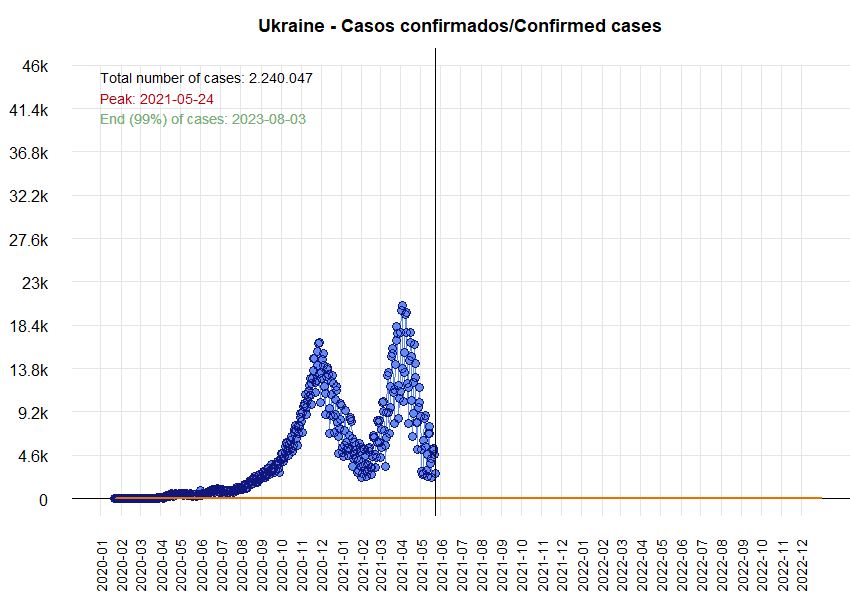 Ukraine - Casos confirmados/Confirmed cases
46k
Total number of cases: 2.240.047
Peak: 2021-05-24
41.4k
End (99%) of cases: 2023-08-03
36.8k
32.2k
27.6k
23k
18.4k
13.8k
9.2k
4.6k
0
2020-01
2020-02
2020-03
2020-04
2020-05
2020-06
2020-07
2020-08
2020-09
2020-10
2020-11
2020-12
2021-01
2021-02
2021-03
2021-04
2021-05
2021-06
2021-07
2021-08
2021-09
2021-10
2021-11
2021-12
2022-01
2022-02
2022-03
2022-04
2022-05
2022-06
2022-07
2022-08
2022-09
2022-10
2022-11
2022-12